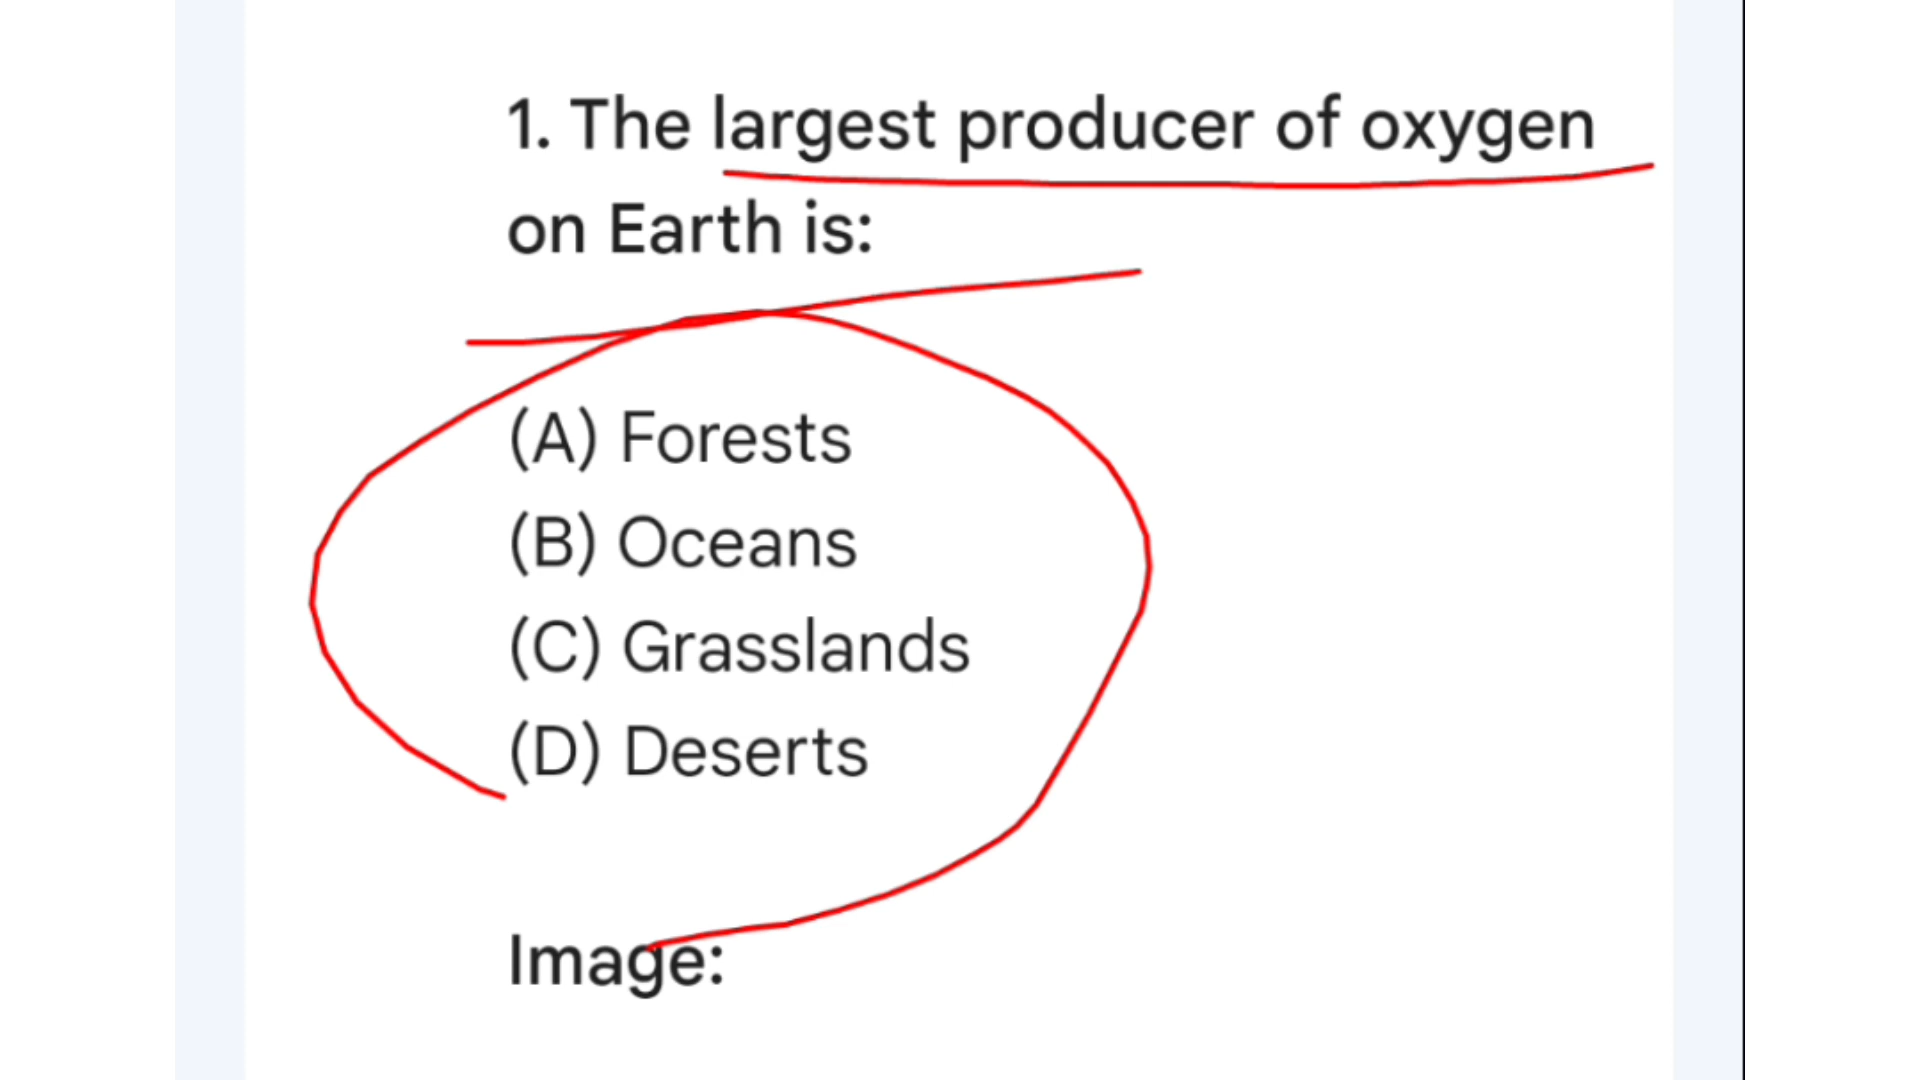 1. The largest producer of oxygen
on Earth is:
(A) Forests
(B) Oceans
(C) Grasslands
(D) Deserts
Image: